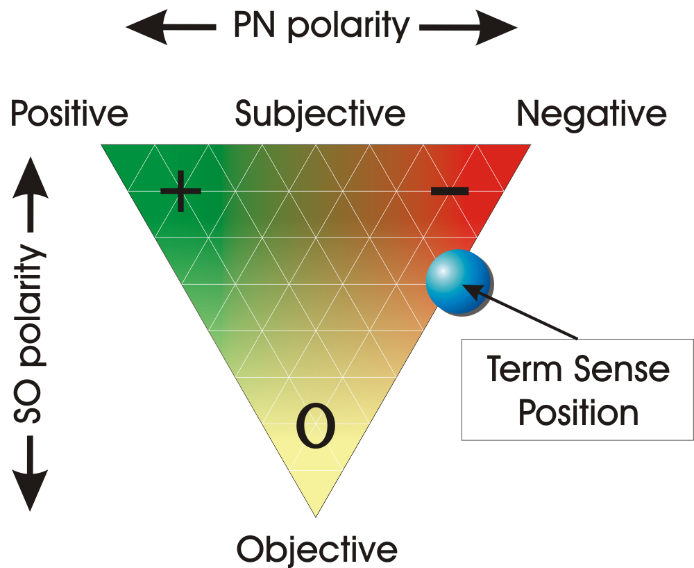 PN polarity
Positive
Subjective
Negative
+
−
SO polarity
Term Sense
Position
O
Objective